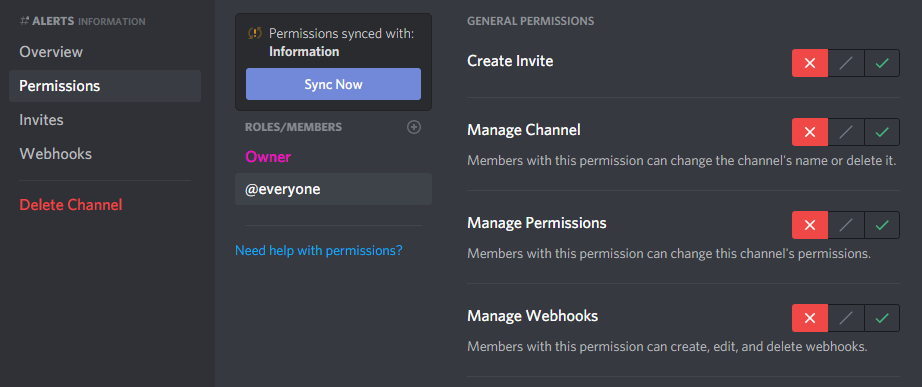 ALERTS INFORMATION
Overview
Permissions
Invites
Webhooks
Delete Channel
Permissions synced with:
Information
Sync Now
ROLES/MEMBERS
Owner
@everyone
Need help with permissions?
GENERAL PERMISSIONS
Create Invite
Manage Channel
Members with this permission can change the channel's name or delete it.
Manage Permissions
Members with this permission can change this channel's permissions.
Manage Webhooks
Members with this permission can create, edit, and delete webhooks.